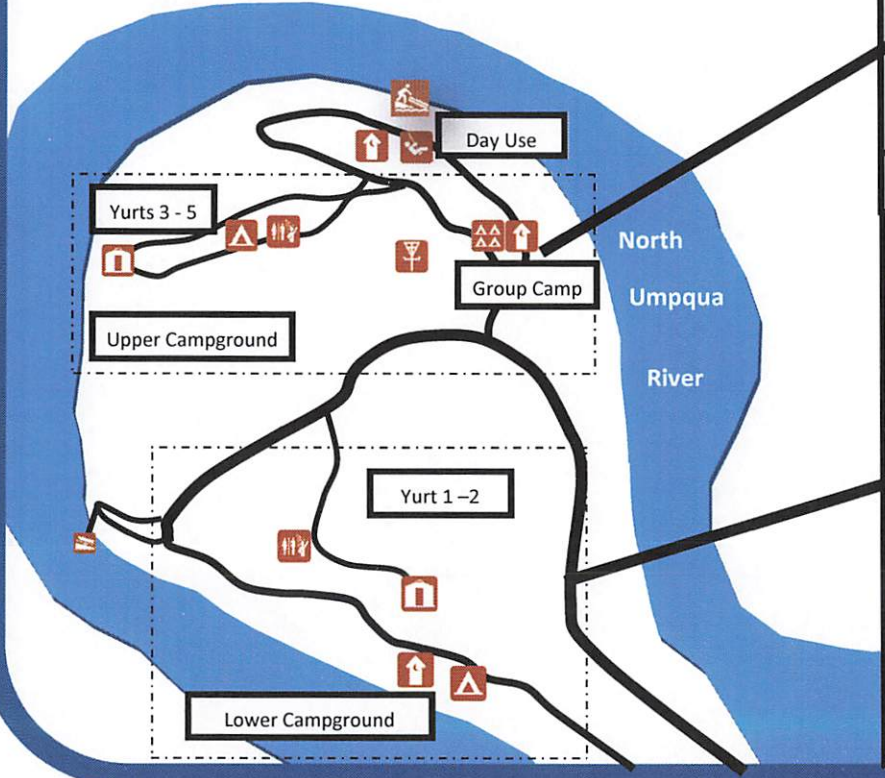 Day Use
Yurts 3 - 5
North
Group Camp
Umpqua
Upper Campground
River
Yurt 1 –2
Lower Campground